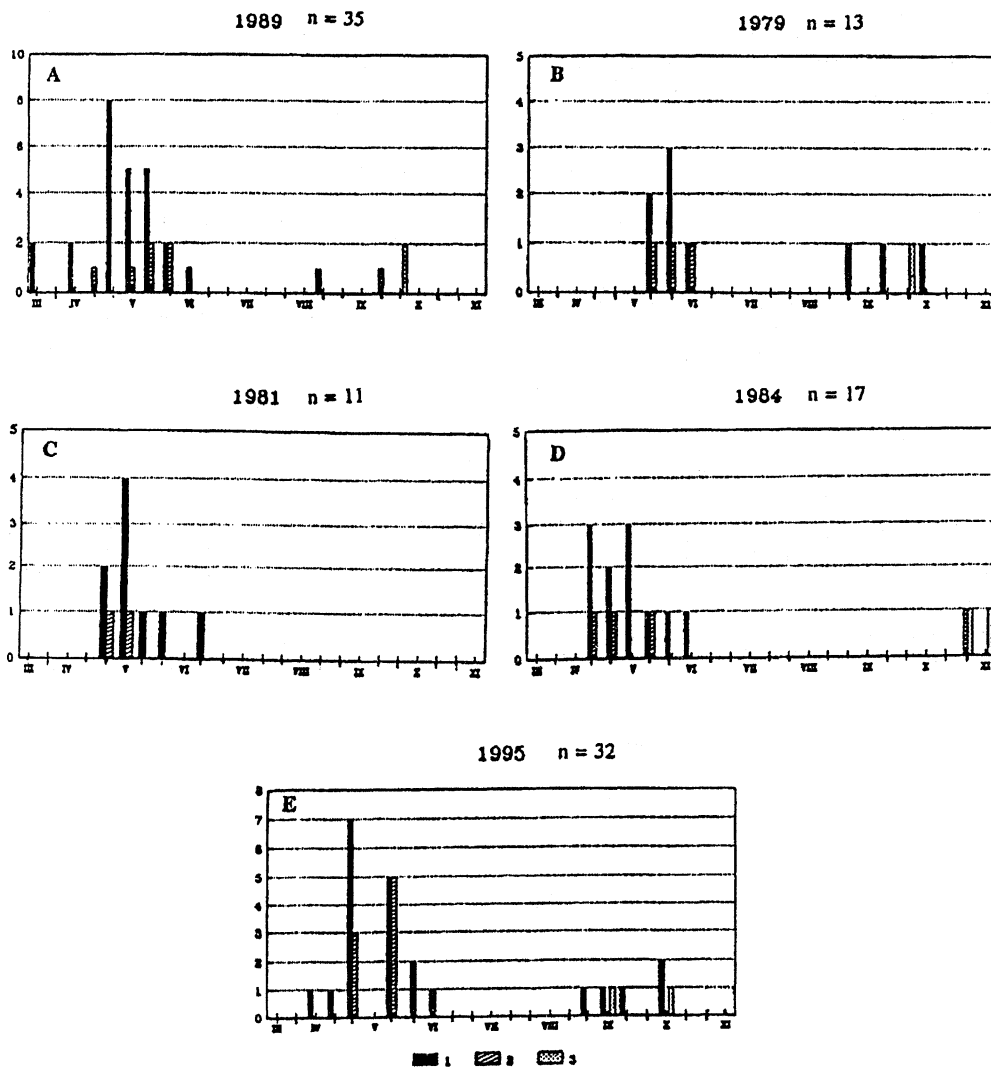 1989 n = 35
A
10
8
6
4
2
0
III IV V VI VII VIII IX X XI
1979 n = 13
B
5
4
3
2
1
0
III IV V VI VII VIII IX X XI
1981 n = 11
C
5
4
3
2
1
0
III IV V VI VII VIII IX X XI
1984 n = 17
D
5
4
3
2
1
0
III IV V VI VII VIII IX X XI
1995 n = 32
E
8
7
6
5
4
3
2
1
0
III IV V VI VII VIII IX X XI
1 2 3